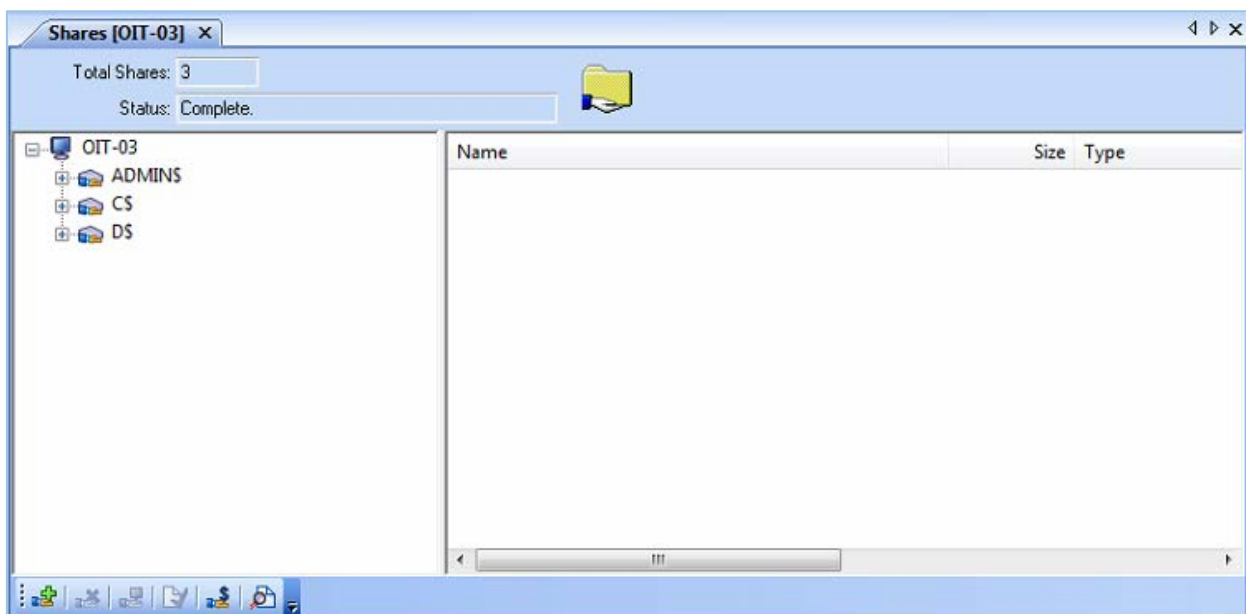 Shares [OIT-03]
Total Shares: 3
Status: Complete.
OIT-03
ADMIN$
C$
D$
Name Size Type